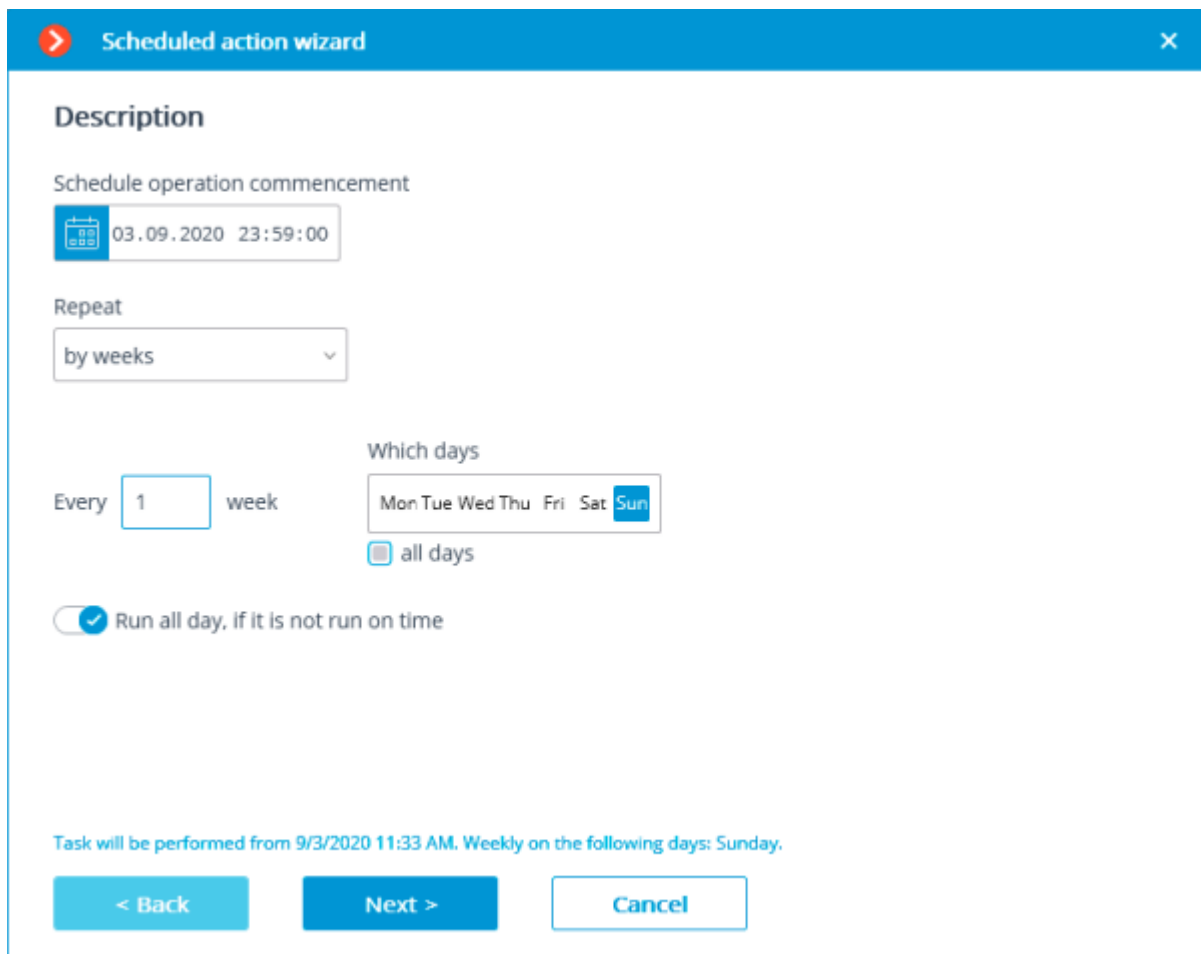 Scheduled action wizard
Description
Schedule operation commencement
03.09.2020 23:59:00
Repeat
by weeks
Which days
Every 1 week
Mon Tue Wed Thu Fri Sat Sun
all days
Run all day, if it is not run on time
Task will be performed from 9/3/2020 11:33 AM. Weekly on the following days: Sunday.
< Back Next > Cancel